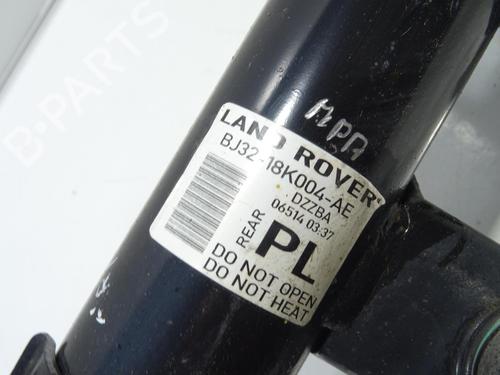 B-Parts
LAND ROVER
BJ32-18K004-AE
DZZBA
06514 03:37
REAR
PL
DO NOT OPEN
DO NOT HEAT